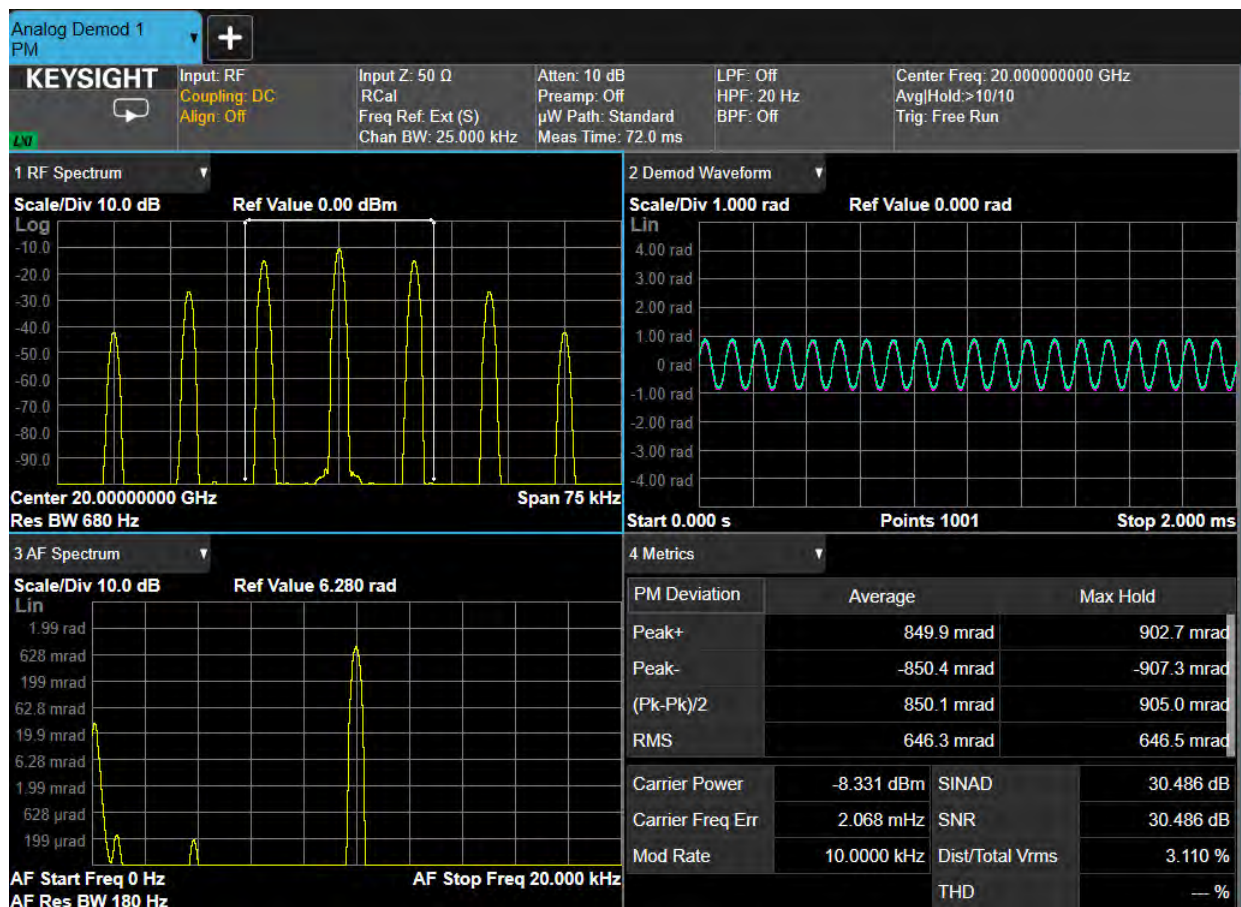 Analog Demod 1
PM
KEYSIGHT
LXI
Input: RF
Coupling: DC
Align: Off
Input Z: 50 Ω
RCal
Freq Ref: Ext (S)
Chan BW: 25.000 kHz
Atten: 10 dB
Preamp: Off
µW Path: Standard
Meas Time: 72.0 ms
LPF: Off
HPF: 20 Hz
BPF: Off
Center Freq: 20.000000000 GHz
Avg|Hold:>10/10
Trig: Free Run
1 RF Spectrum
Scale/Div 10.0 dB Ref Value 0.00 dBm
Log
-10.0
-20.0
-30.0
-40.0
-50.0
-60.0
-70.0
-80.0
-90.0
Center 20.00000000 GHz Span 75 kHz
Res BW 680 Hz
2 Demod Waveform
Scale/Div 1.000 rad Ref Value 0.000 rad
Lin
4.00 rad
3.00 rad
2.00 rad
1.00 rad
0 rad
-1.00 rad
-2.00 rad
-3.00 rad
-4.00 rad
Start 0.000 s Points 1001 Stop 2.000 ms
3 AF Spectrum
Scale/Div 10.0 dB Ref Value 6.280 rad
Lin
1.99 rad
628 mrad
199 mrad
62.8 mrad
19.9 mrad
6.28 mrad
1.99 mrad
628 µrad
199 µrad
AF Start Freq 0 Hz AF Stop Freq 20.000 kHz
AF Res BW 180 Hz
4 Metrics
PM Deviation Average Max Hold
Peak+ 849.9 mrad 902.7 mrad
Peak- -850.4 mrad -907.3 mrad
(Pk-Pk)/2 850.1 mrad 905.0 mrad
RMS 646.3 mrad 646.5 mrad
Carrier Power -8.331 dBm SINAD 30.486 dB
Carrier Freq Err 2.068 mHz SNR 30.486 dB
Mod Rate 10.0000 kHz Dist/Total Vrms 3.110 %
THD --- %